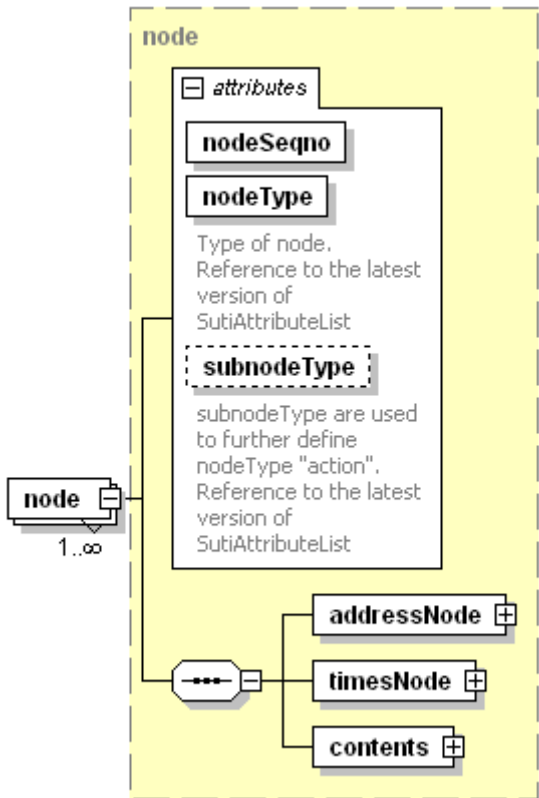 node
attributes
nodeSeqno
nodeType
Type of node.
Reference to the latest
version of
SutiAttributeList
subnodeType
subnodeType are used
to further define
nodeType "action".
Reference to the latest
version of
SutiAttributeList
node
1..∞
addressNode
timesNode
contents